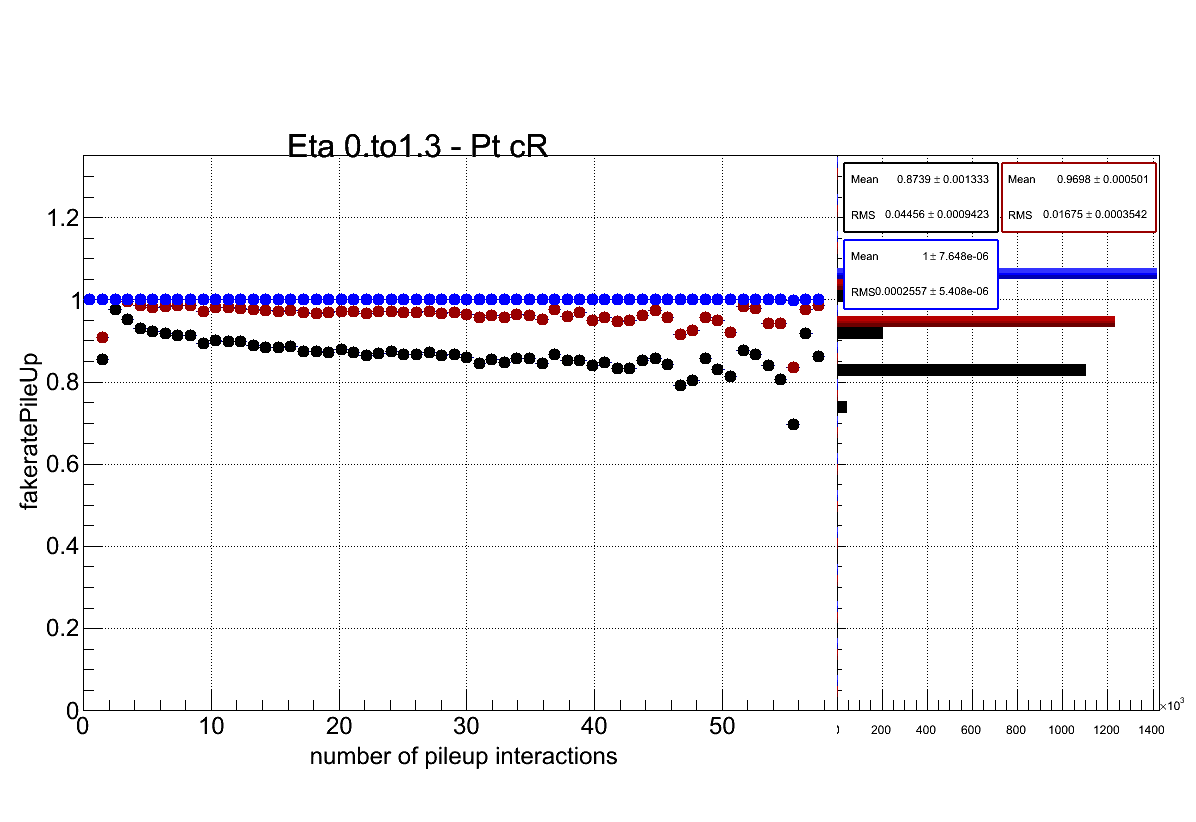 Eta 0.to1.3 - Pt cR
Mean 0.8739 ± 0.001333
RMS 0.04456 ± 0.0009423
Mean 0.9698 ± 0.000501
RMS 0.01675 ± 0.0003542
Mean 1 ± 7.648e-06
RMS 0.0002557 ± 5.408e-06
fakeratePileUp
1.2
1
0.8
0.6
0.4
0.2
0
0 10 20 30 40 50
number of pileup interactions
200 400 600 800 1000 1200 1400
×10³